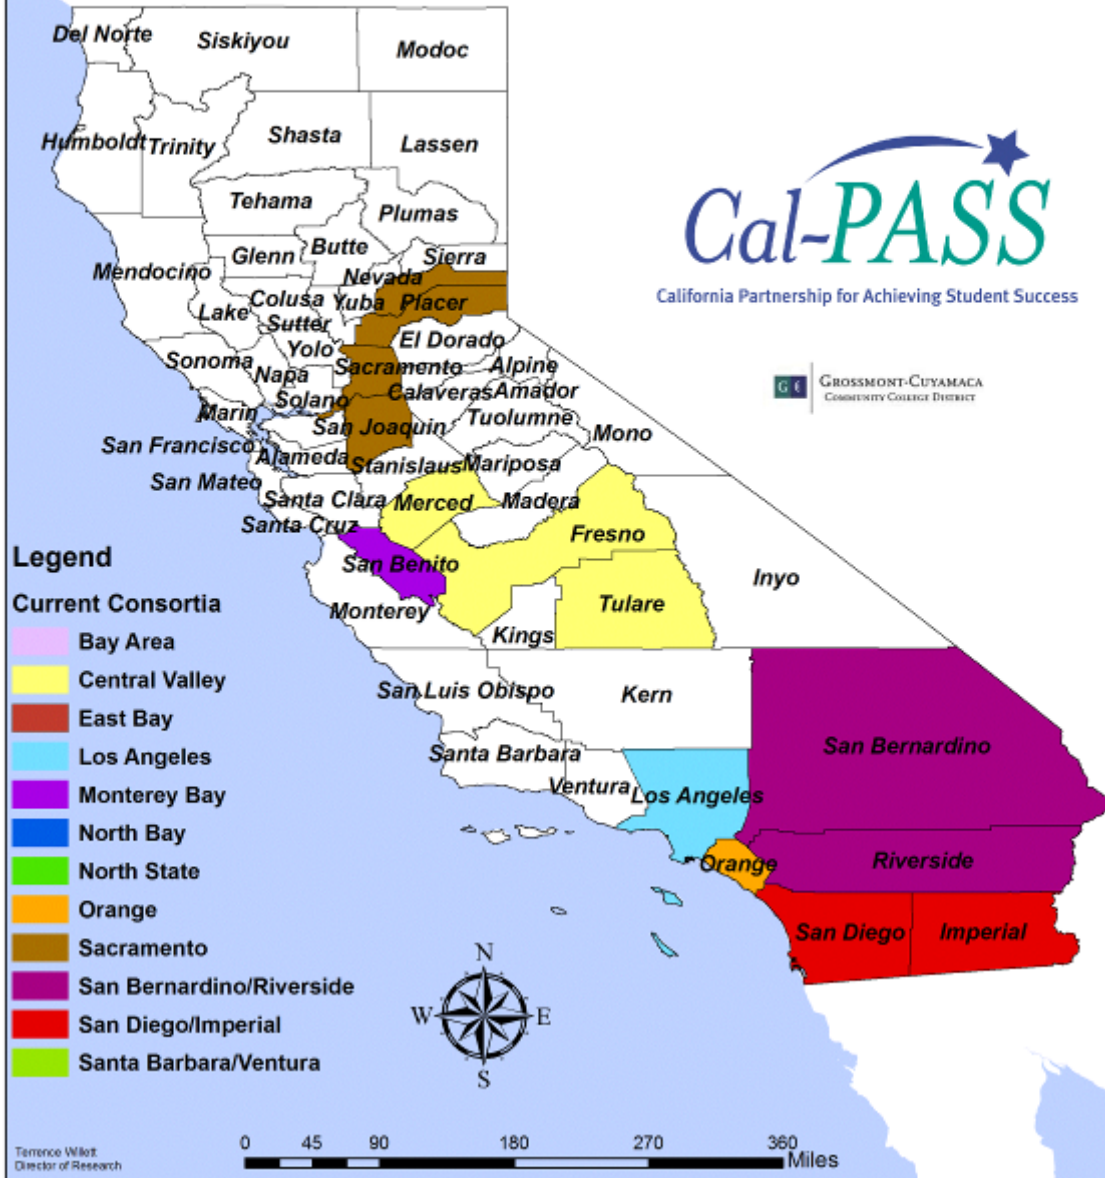 Del Norte
Siskiyou
Modoc
Humboldt
Trinity
Shasta
Lassen
Tehama
Plumas
Glenn
Butte
Sierra
Mendocino
Nevada
Lake
Colusa
Yuba
Placer
Sutter
El Dorado
Sonoma
Yolo
Napa
Sacramento
Alpine
Solano
Calaveras
Amador
Marin
San Joaquin
Tuolumne
Mono
San Francisco
Alameda
Stanislaus
Mariposa
San Mateo
Santa Clara
Merced
Madera
Santa Cruz
Fresno
San Benito
Inyo
Monterey
Tulare
Kings
San Luis Obispo
Kern
Santa Barbara
San Bernardino
Ventura
Los Angeles
Orange
Riverside
San Diego
Imperial
Cal-PASS
California Partnership for Achieving Student Success
G C
GROSSMONT-CUYAMACA
COMMUNITY COLLEGE DISTRICT
Legend
Current Consortia
Bay Area
Central Valley
East Bay
Los Angeles
Monterey Bay
North Bay
North State
Orange
Sacramento
San Bernardino/Riverside
San Diego/Imperial
Santa Barbara/Ventura
N
W
E
S
0 45 90 180 270 360
Miles
Terrence Willett
Director of Research